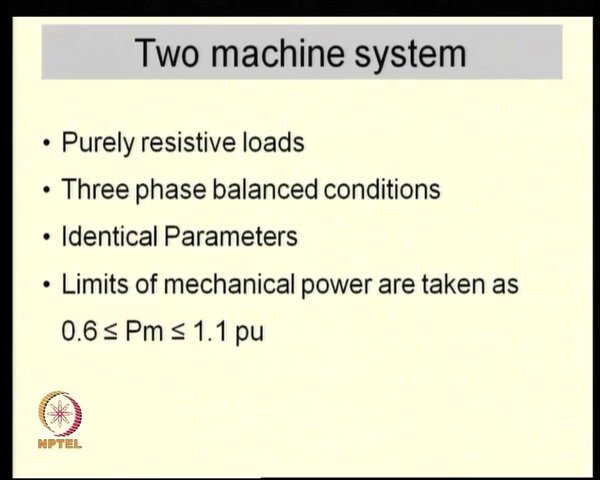 Two machine system
• Purely resistive loads
• Three phase balanced conditions
• Identical Parameters
• Limits of mechanical power are taken as
0.6 ≤ Pm ≤ 1.1 pu
NPTEL